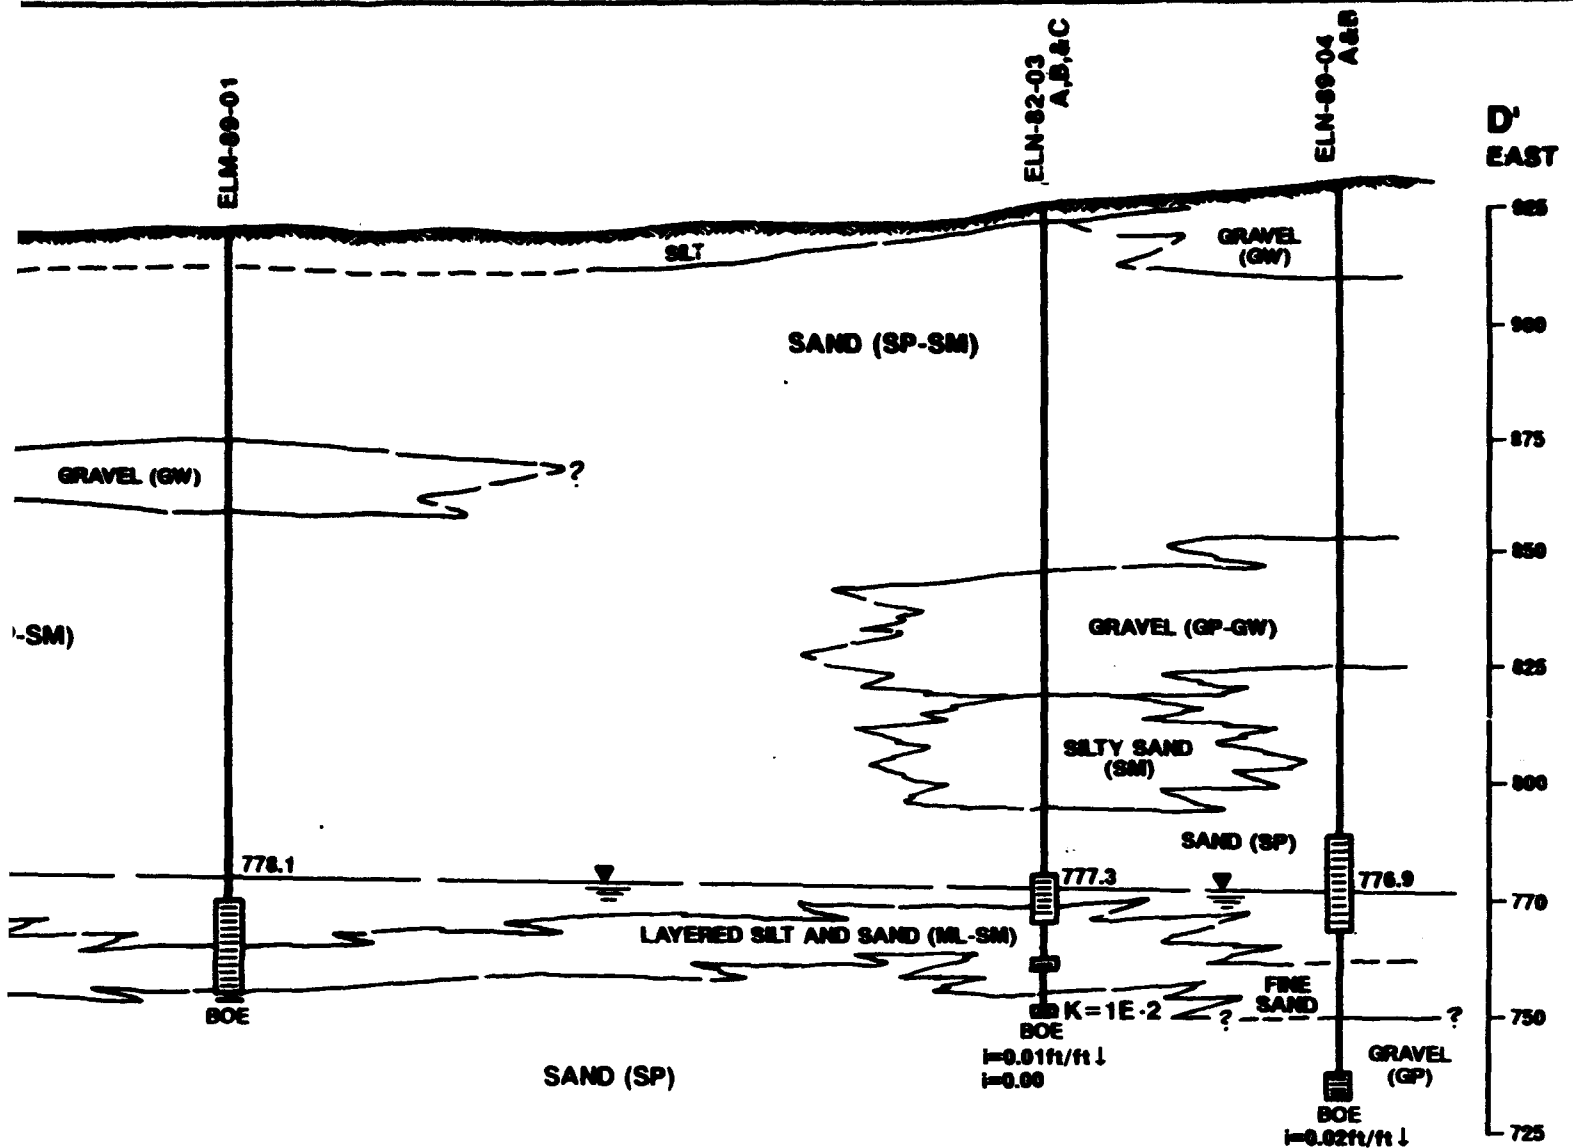 ELM-89-01
ELN-82-03
A,B,&C
ELN-89-04
A&B
D'
EAST
925
SILT
GRAVEL
(GW)
900
SAND (SP-SM)
875
GRAVEL (GW)
?
850
-SM)
GRAVEL (GP-GW)
825
SILTY SAND
(SM)
800
SAND (SP)
778.1
777.3
776.9
770
LAYERED SILT AND SAND (ML-SM)
FINE
SAND
BOE
K=1E-2
?
?
750
BOE
i=0.01ft/ft ↓
i=0.00
SAND (SP)
GRAVEL
(GP)
BOE
i=0.02ft/ft ↓
725